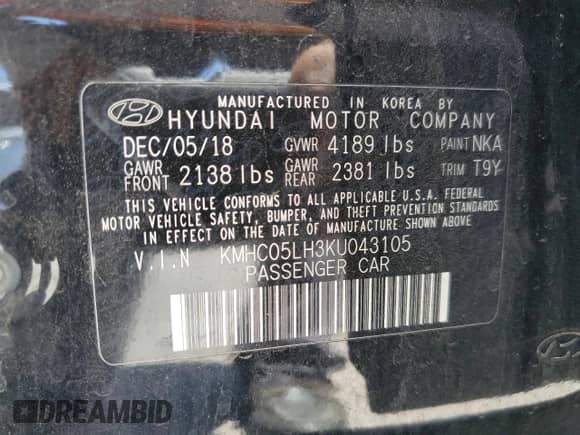 MANUFACTURED IN KOREA BY
HYUNDAI MOTOR COMPANY
DEC/05/18 GVWR 4189 lbs PAINT NKA
GAWR FRONT 2138 lbs GAWR REAR 2381 lbs TRIM T9Y
THIS VEHICLE CONFORMS TO ALL APPLICABLE U.S.A. FEDERAL
MOTOR VEHICLE SAFETY, BUMPER, AND THEFT PREVENTION STANDARDS
IN EFFECT ON THE DATE OF MANUFACTURE SHOWN ABOVE.
V.I.N KMHC05LH3KU043105
PASSENGER CAR
DREAMBID